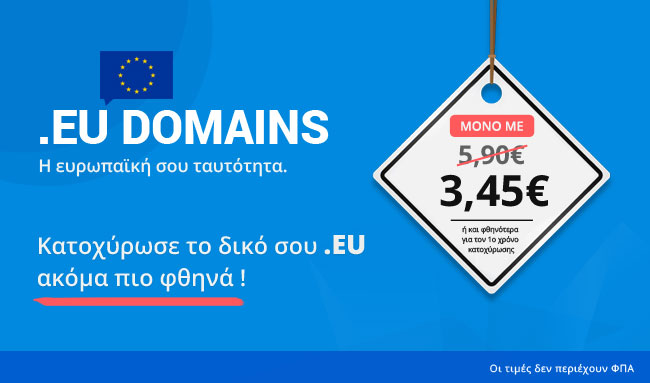 .EU DOMAINS
Η ευρωπαϊκή σου ταυτότητα.
Κατοχύρωσε το δικό σου .EU
ακόμα πιο φθηνά !
ΜΟΝΟ ΜΕ
5,90€
3,45€
ή και φθηνότερα
για τον 1ο χρόνο
κατοχύρωσης
Οι τιμές δεν περιέχουν ΦΠΑ